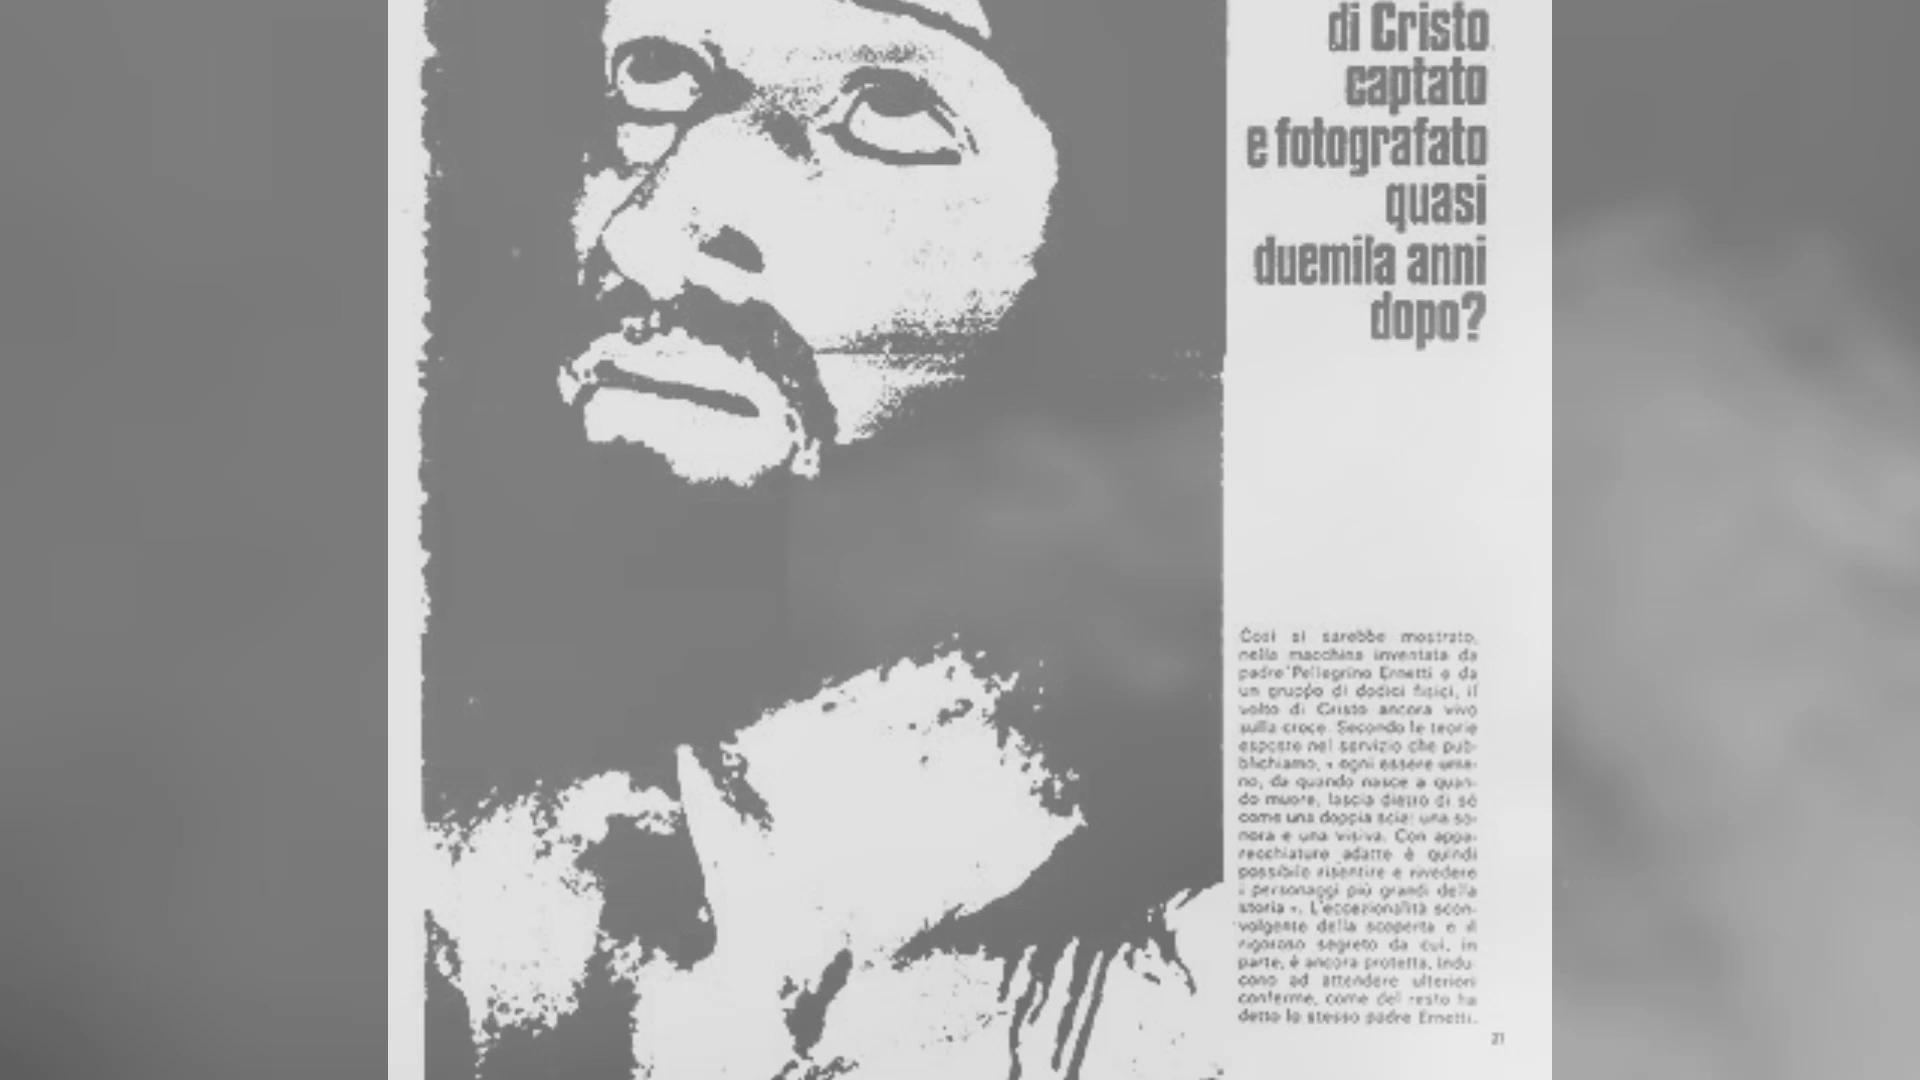 di Cristo
captato
e fotografato
quasi
duemila anni
dopo?
Così si sarebbe mostrato,
nella macchina inventata da
padre Pellegrino Ernetti e da
un gruppo di dodici fisici, il
volto di Cristo ancora vivo
sulla croce. Secondo le teorie
esposte nel servizio che pub-
blichiamo, « ogni essere uma-
no, da quando nasce a quan-
do muore, lascia dietro di sé
come una doppia scia: una so-
nora e una visiva. Con appa-
recchiature adatte è quindi
possibile risentire e rivedere
i personaggi più grandi della
storia ». L'eccezionalità scon-
volgente della scoperta e il
rigoroso segreto da cui, in
parte, è ancora protetta, indu-
cono ad attendere ulteriori
conferme, come del resto ha
detto lo stesso padre Ernetti.
21